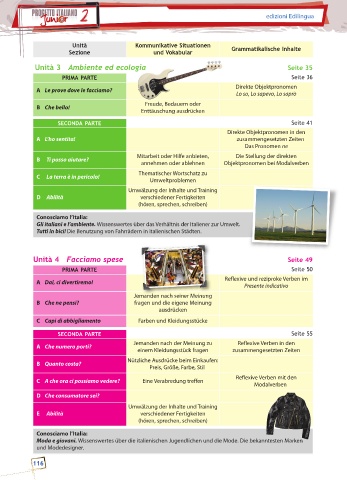 PROGETTO ITALIANO
Junior 2
edizioni Edilingua
Unità
Sezione
Kommunikative Situationen
und Vokabular
Grammatikalische Inhalte
Unità 3 Ambiente ed ecologia Seite 35
PRIMA PARTE Seite 36
A Le prove dove le facciamo?
Direkte Objektpronomen
Lo so, Lo sapevo, Lo saprò
B Che bello!
Freude, Bedauern oder
Enttäuschung ausdrücken
SECONDA PARTE Seite 41
A L'ho sentita!
Direkte Objektpronomen in den
zusammengesetzten Zeiten
Das Pronomen ne
B Ti posso aiutare?
Mitarbeit oder Hilfe anbieten,
annehmen oder ablehnen
Die Stellung der direkten
Objektpronomen bei Modalverben
C La terra è in pericolo!
Thematischer Wortschatz zu
Umweltproblemen
D Abilità
Umwälzung der Inhalte und Training
verschiedener Fertigkeiten
(hören, sprechen, schreiben)
Conosciamo l'Italia:
Gli italiani e l'ambiente. Wissenswertes über das Verhältnis der Italiener zur Umwelt.
Tutti in bici! Die Benutzung von Fahrrädern in italienischen Städten.
Unità 4 Facciamo spese Seite 49
PRIMA PARTE Seite 50
A Dai, ci divertiremo!
Reflexive und reziproke Verben im
Presente indicativo
B Che ne pensi?
Jemanden nach seiner Meinung
fragen und die eigene Meinung
ausdrücken
C Capi di abbigliamento
Farben und Kleidungsstücke
SECONDA PARTE Seite 55
A Che numero porti?
Jemanden nach der Meinung zu
einem Kleidungsstück fragen
Reflexive Verben in den
zusammengesetzten Zeiten
B Quanto costa?
Nützliche Ausdrücke beim Einkaufen:
Preis, Größe, Farbe, Stil
C A che ora ci possiamo vedere?
Eine Verabredung treffen
Reflexive Verben mit den
Modalverben
D Che consumatore sei?
E Abilità
Umwälzung der Inhalte und Training
verschiedener Fertigkeiten
(hören, sprechen, schreiben)
Conosciamo l'Italia:
Moda e giovani. Wissenswertes über die italienischen Jugendlichen und die Mode. Die bekanntesten Marken
und Modedesigner.
116